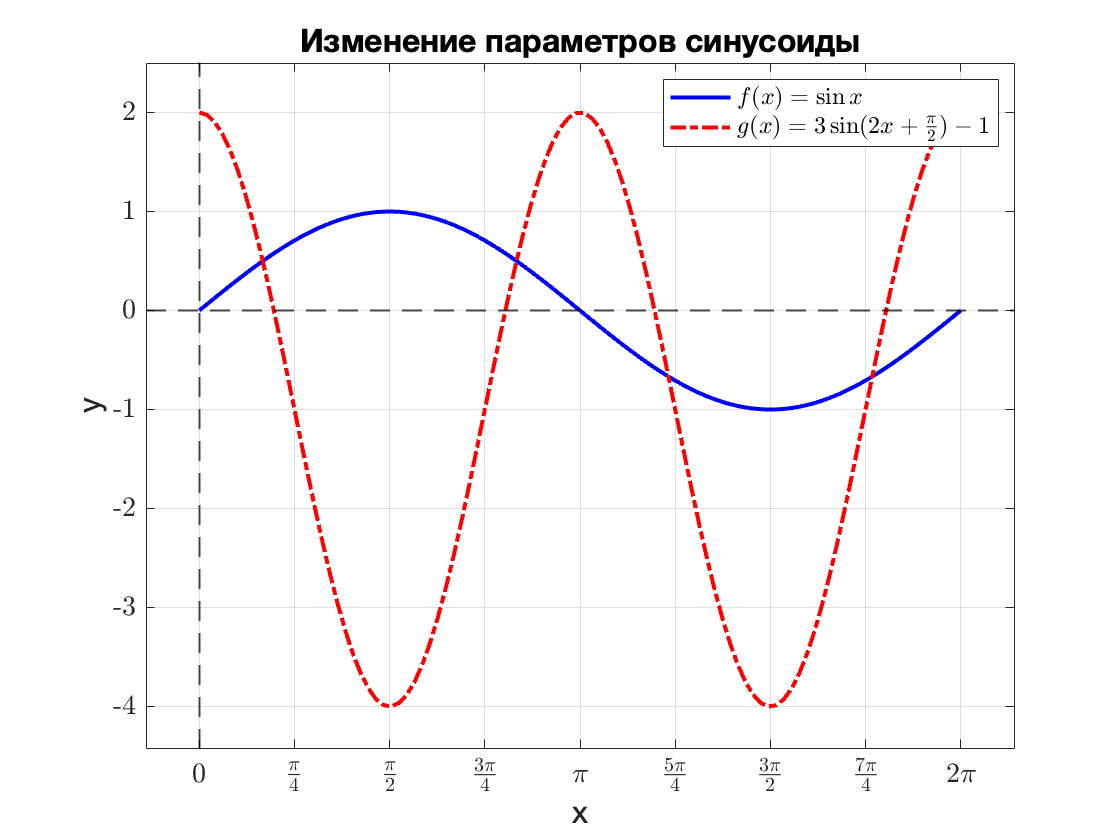 Изменение параметров синусоиды
f(x) = sin x
g(x) = 3 sin(2x + π/2) − 1
2
1
0
-1
-2
-3
-4
y
0 π/4 π/2 3π/4 π 5π/4 3π/2 7π/4 2π
x